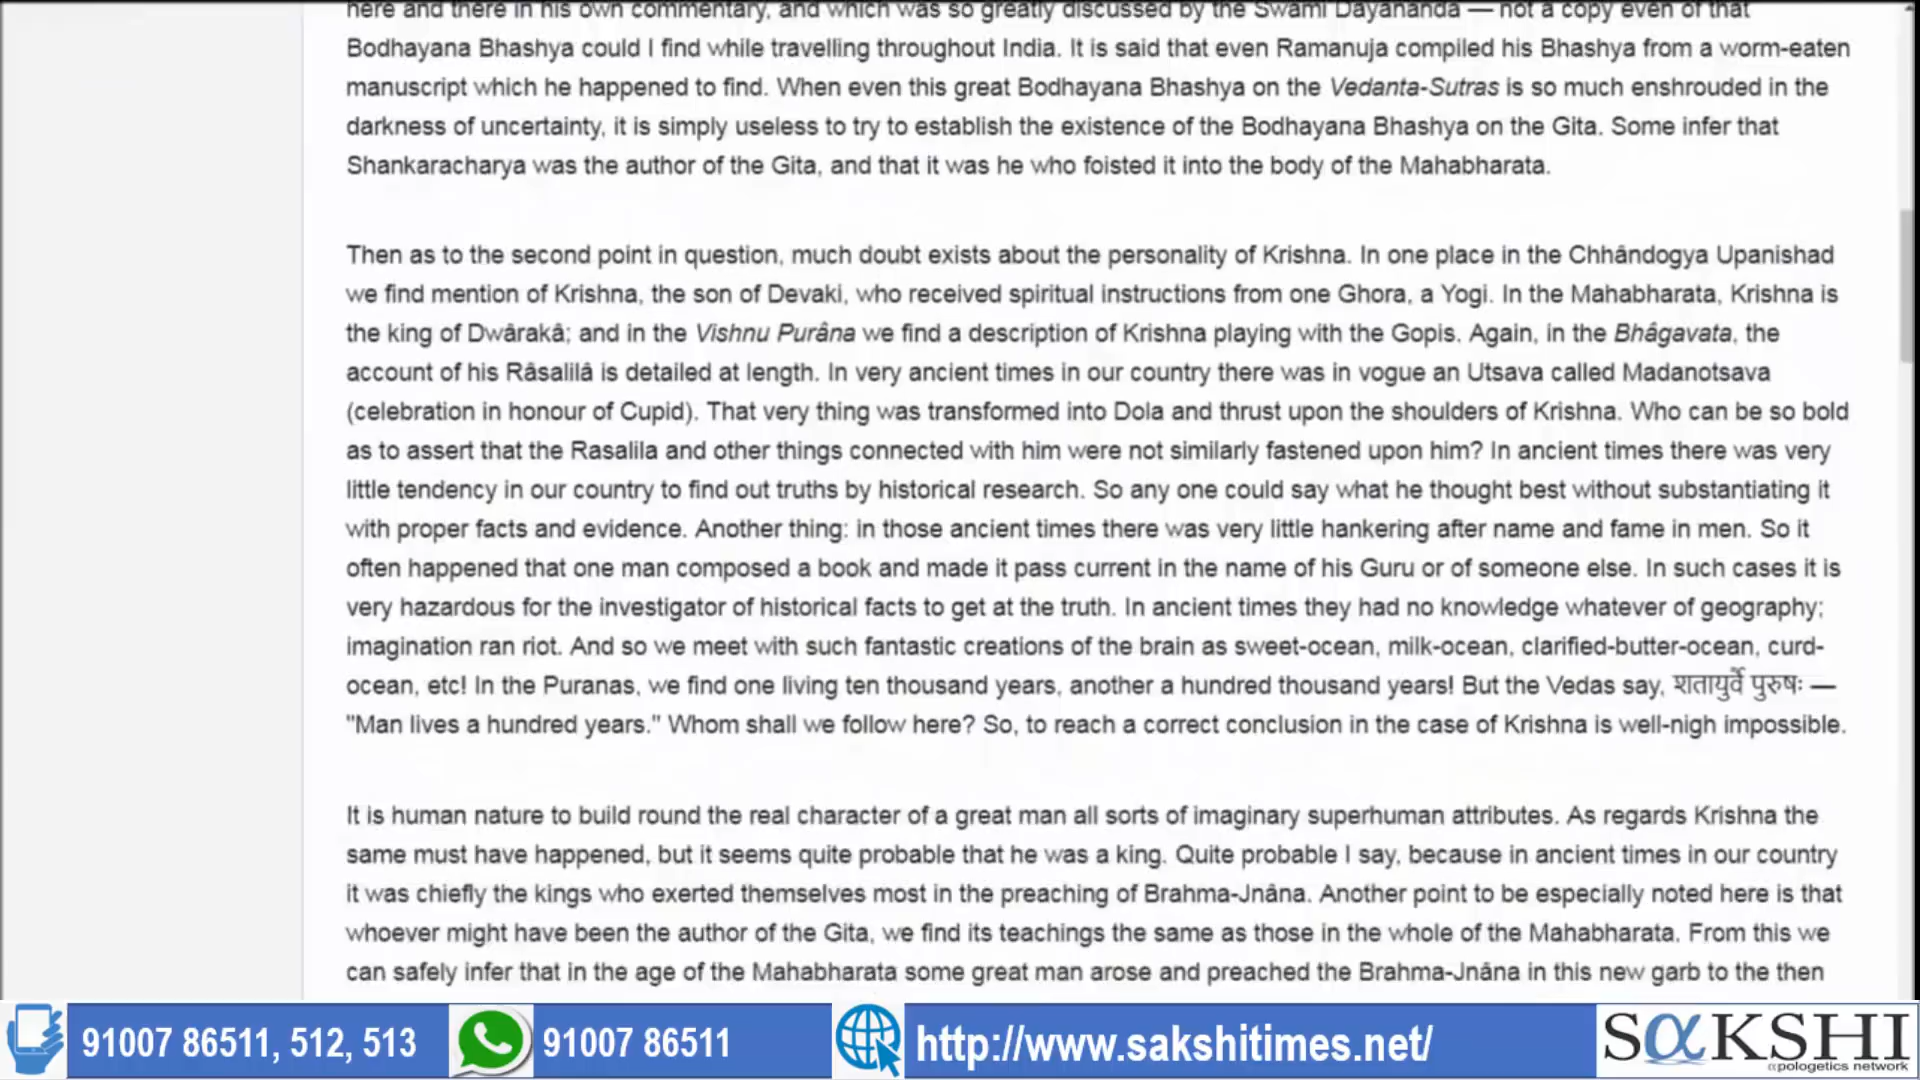 here and there in his own commentary, and which was so greatly discussed by the Swami Dayananda — not a copy even of that
Bodhayana Bhashya could I find while travelling throughout India. It is said that even Ramanuja compiled his Bhashya from a worm-eaten
manuscript which he happened to find. When even this great Bodhayana Bhashya on the Vedanta-Sutras is so much enshrouded in the
darkness of uncertainty, it is simply useless to try to establish the existence of the Bodhayana Bhashya on the Gita. Some infer that
Shankaracharya was the author of the Gita, and that it was he who foisted it into the body of the Mahabharata.
Then as to the second point in question, much doubt exists about the personality of Krishna. In one place in the Chhândogya Upanishad
we find mention of Krishna, the son of Devaki, who received spiritual instructions from one Ghora, a Yogi. In the Mahabharata, Krishna is
the king of Dwârakâ; and in the Vishnu Purâna we find a description of Krishna playing with the Gopis. Again, in the Bhâgavata, the
account of his Râsalilâ is detailed at length. In very ancient times in our country there was in vogue an Utsava called Madanotsava
(celebration in honour of Cupid). That very thing was transformed into Dola and thrust upon the shoulders of Krishna. Who can be so bold
as to assert that the Rasalila and other things connected with him were not similarly fastened upon him? In ancient times there was very
little tendency in our country to find out truths by historical research. So any one could say what he thought best without substantiating it
with proper facts and evidence. Another thing: in those ancient times there was very little hankering after name and fame in men. So it
often happened that one man composed a book and made it pass current in the name of his Guru or of someone else. In such cases it is
very hazardous for the investigator of historical facts to get at the truth. In ancient times they had no knowledge whatever of geography;
imagination ran riot. And so we meet with such fantastic creations of the brain as sweet-ocean, milk-ocean, clarified-butter-ocean, curd-
ocean, etc! In the Puranas, we find one living ten thousand years, another a hundred thousand years! But the Vedas say, शतायुर्वै पुरुषः —
"Man lives a hundred years." Whom shall we follow here? So, to reach a correct conclusion in the case of Krishna is well-nigh impossible.
It is human nature to build round the real character of a great man all sorts of imaginary superhuman attributes. As regards Krishna the
same must have happened, but it seems quite probable that he was a king. Quite probable I say, because in ancient times in our country
it was chiefly the kings who exerted themselves most in the preaching of Brahma-Jnâna. Another point to be especially noted here is that
whoever might have been the author of the Gita, we find its teachings the same as those in the whole of the Mahabharata. From this we
can safely infer that in the age of the Mahabharata some great man arose and preached the Brahma-Jnâna in this new garb to the then
91007 86511, 512, 513
91007 86511
http://www.sakshitimes.net/
SαKSHI
αpologetics network